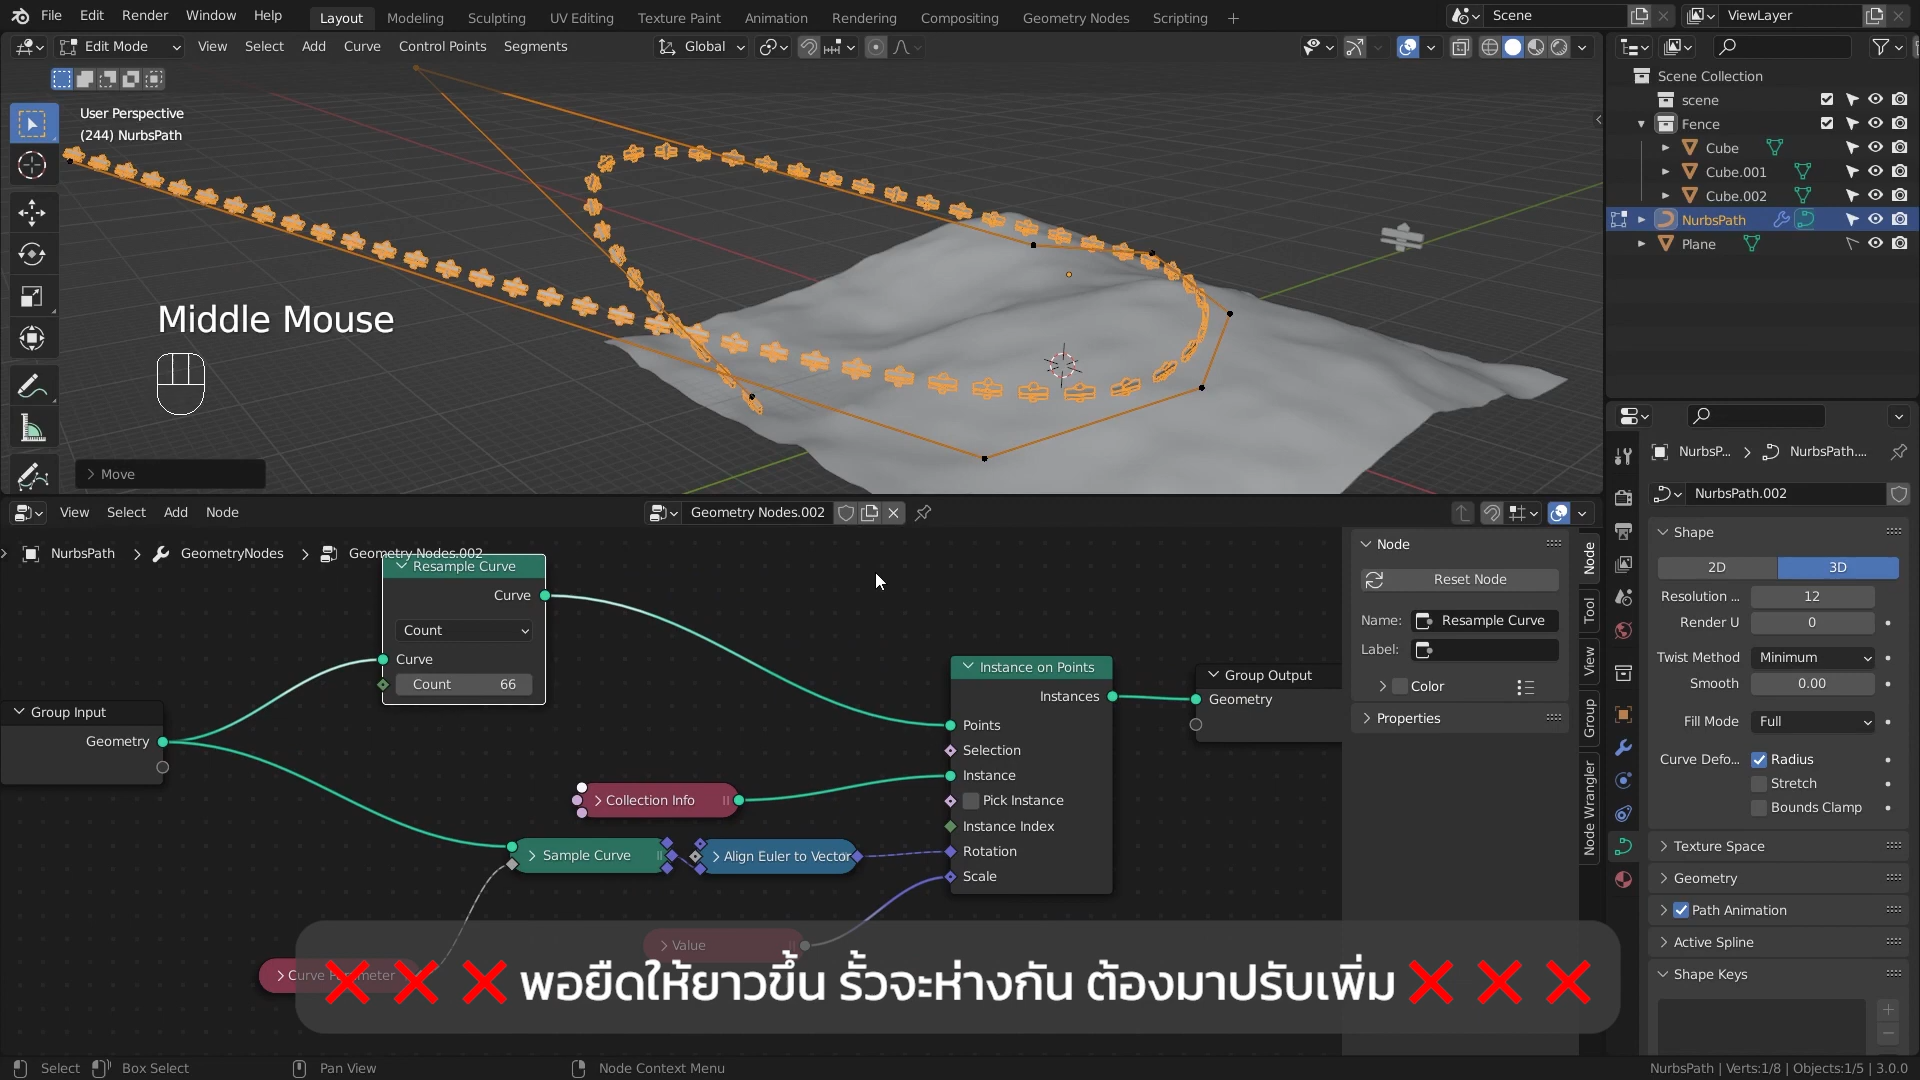 File Edit Render Window Help Layout Modeling Sculpting UV Editing Texture Paint Animation Rendering Compositing Geometry Nodes Scripting + Scene ViewLayer
Edit Mode View Select Add Curve Control Points Segments Global
User Perspective
(244) NurbsPath
Middle Mouse
Move
Scene Collection
scene
Fence
Cube
Cube.001
Cube.002
NurbsPath
Plane
View Select Add Node Geometry Nodes.002
NurbsPath GeometryNodes Geometry Nodes.002
Resample Curve
Curve
Count
Curve
Count 66
Group Input
Geometry
Collection Info
Sample Curve
Align Euler to Vector
Value
Instance on Points
Instances
Points
Selection
Instance
Pick Instance
Instance Index
Rotation
Scale
Group Output
Geometry
Node
Reset Node
Name: Resample Curve
Label:
Color
Properties
Node
Tool
View
Group
Node Wrangler
NurbsP... NurbsPath....
NurbsPath.002
Shape
2D 3D
Resolution ... 12
Render U 0
Twist Method Minimum
Smooth 0.00
Fill Mode Full
Curve Defo... Radius
Stretch
Bounds Clamp
Texture Space
Geometry
Path Animation
Active Spline
Shape Keys
พอยืดให้ยาวขึ้น รั้วจะห่างกัน ต้องมาปรับเพิ่ม
Select Box Select Pan View Node Context Menu NurbsPath | Verts:1/8 | Objects:1/5 | 3.0.0